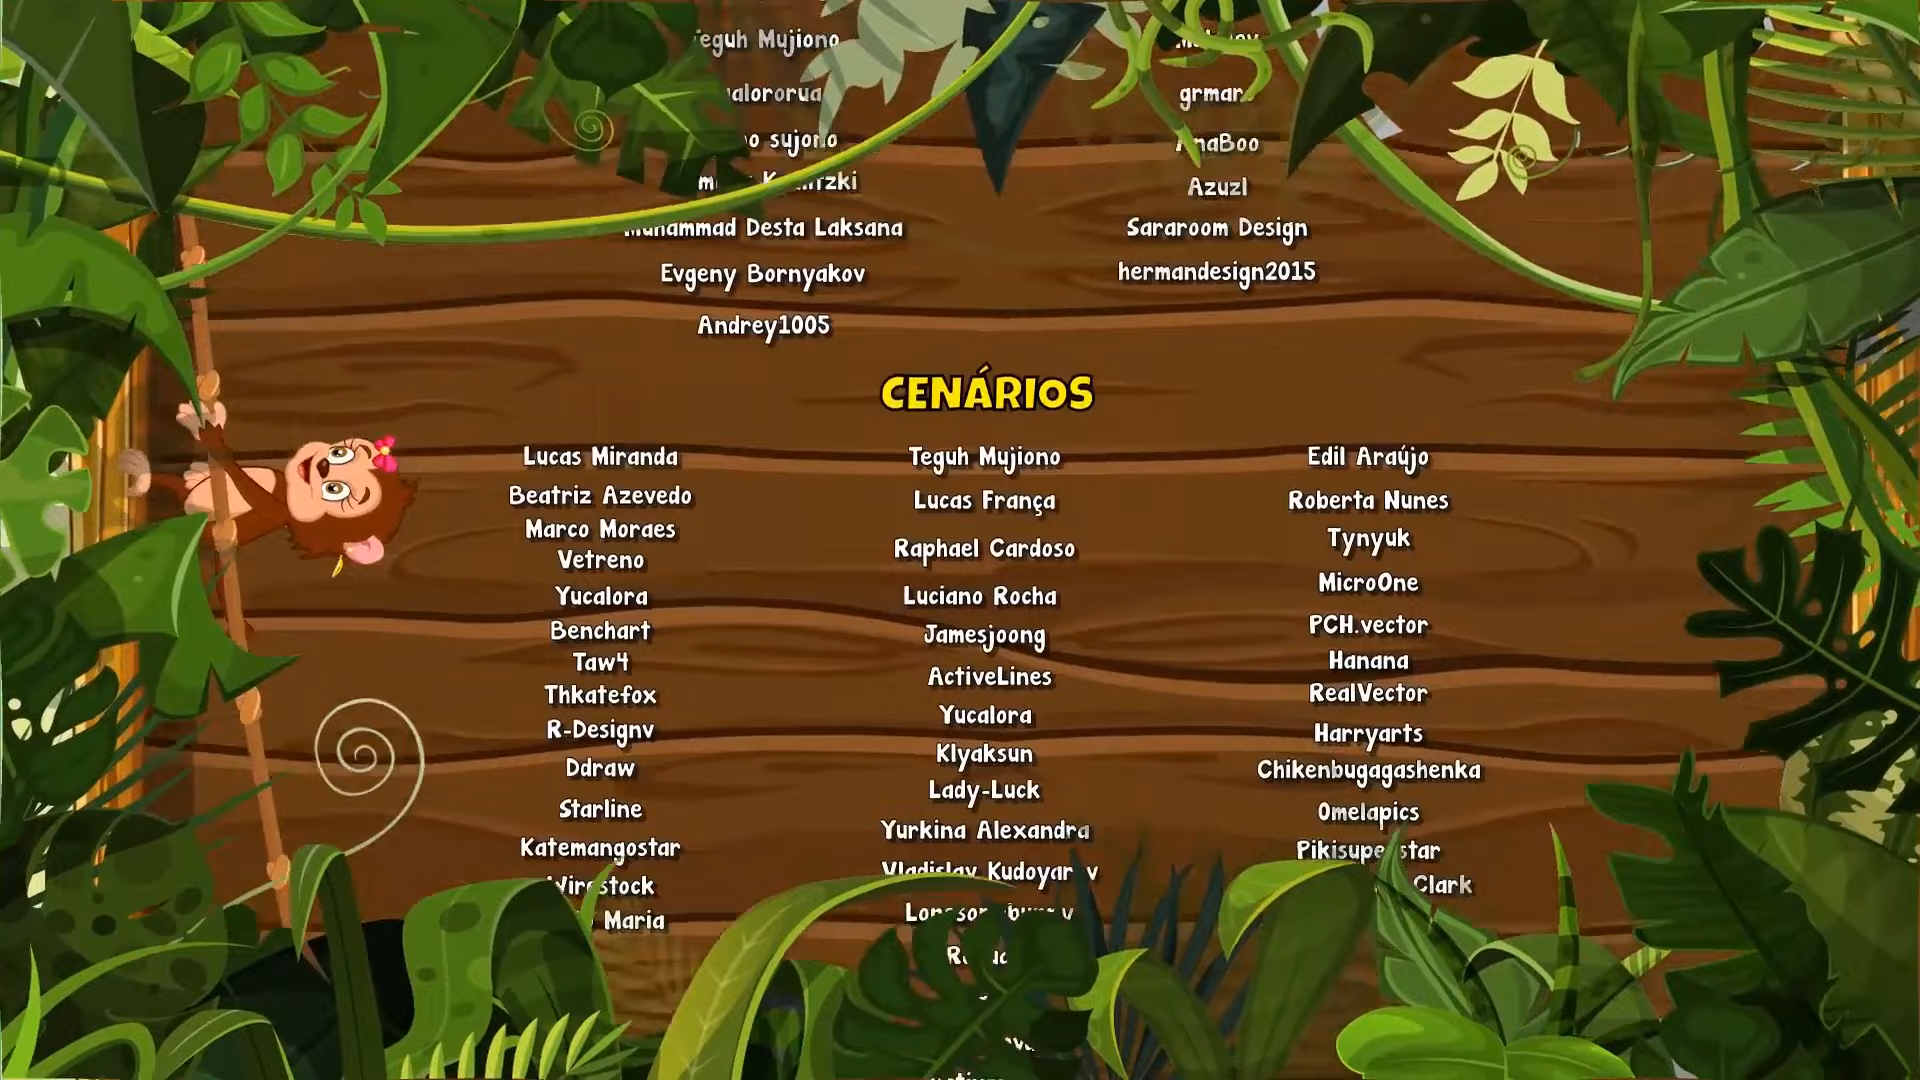 Mujiono
sujono
Desta Laksana
Azuzl
Sararoom Design
Evgeny Bornyakov
hermandesign2015
Andrey1005
CENÁRIOS
Lucas Miranda
Beatriz Azevedo
Marco Moraes
Vetreno
Yucalora
Benchart
Taw4
Thkatefox
R-Designv
Ddraw
Starline
Katemangostar
Maria
Teguh Mujiono
Lucas França
Raphael Cardoso
Luciano Rocha
Jamesjoong
ActiveLines
Yucalora
Klyaksun
Lady-Luck
Yurkina Alexandra
Edil Araújo
Roberta Nunes
Tynyuk
MicroOne
PCH.vector
Hanana
RealVector
Harryarts
Chikenbugagashenka
Omelapics
Pikisuperstar
Clark